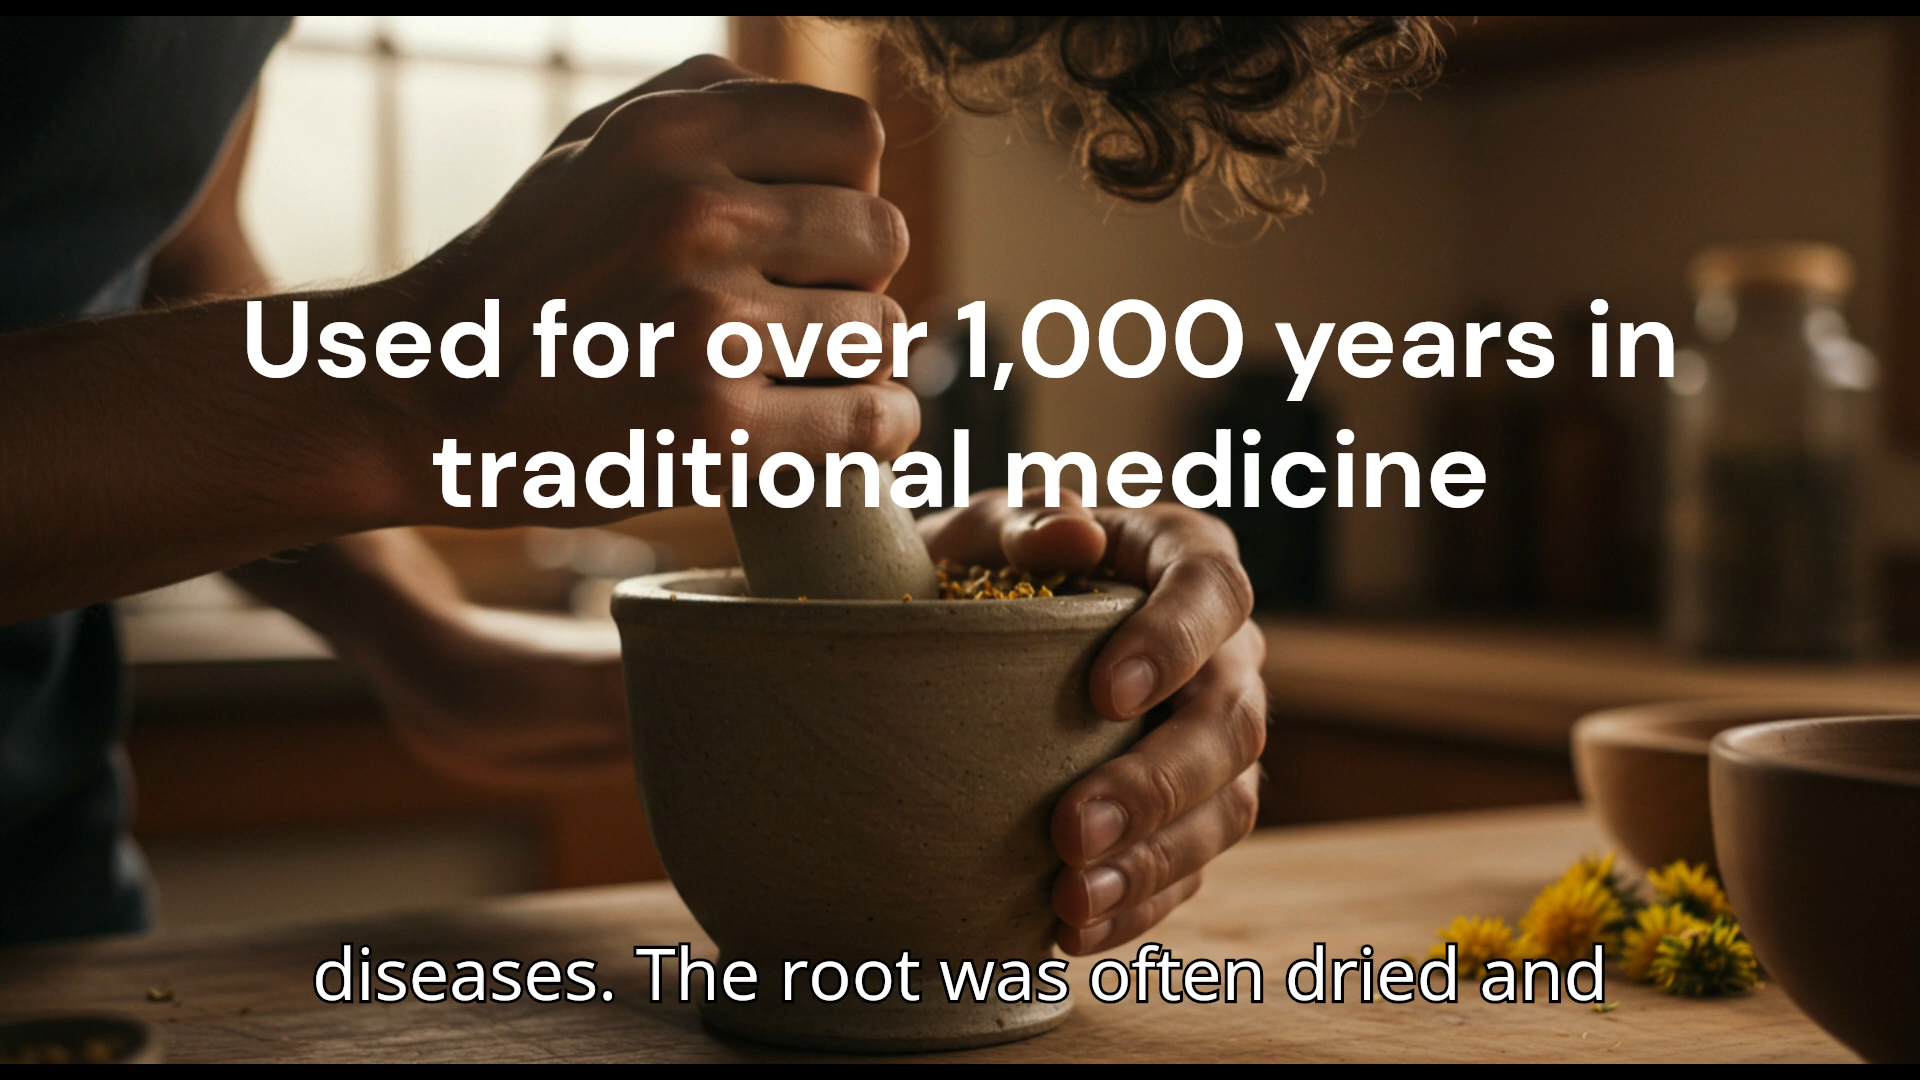 Used for over 1,000 years in
traditional medicine
diseases. The root was often dried and